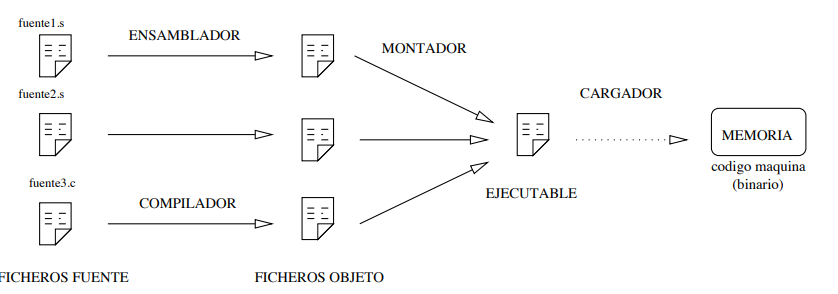 fuente1.s
ENSAMBLADOR
MONTADOR
fuente2.s
CARGADOR
MEMORIA
codigo maquina
(binario)
fuente3.c
COMPILADOR
EJECUTABLE
FICHEROS FUENTE
FICHEROS OBJETO